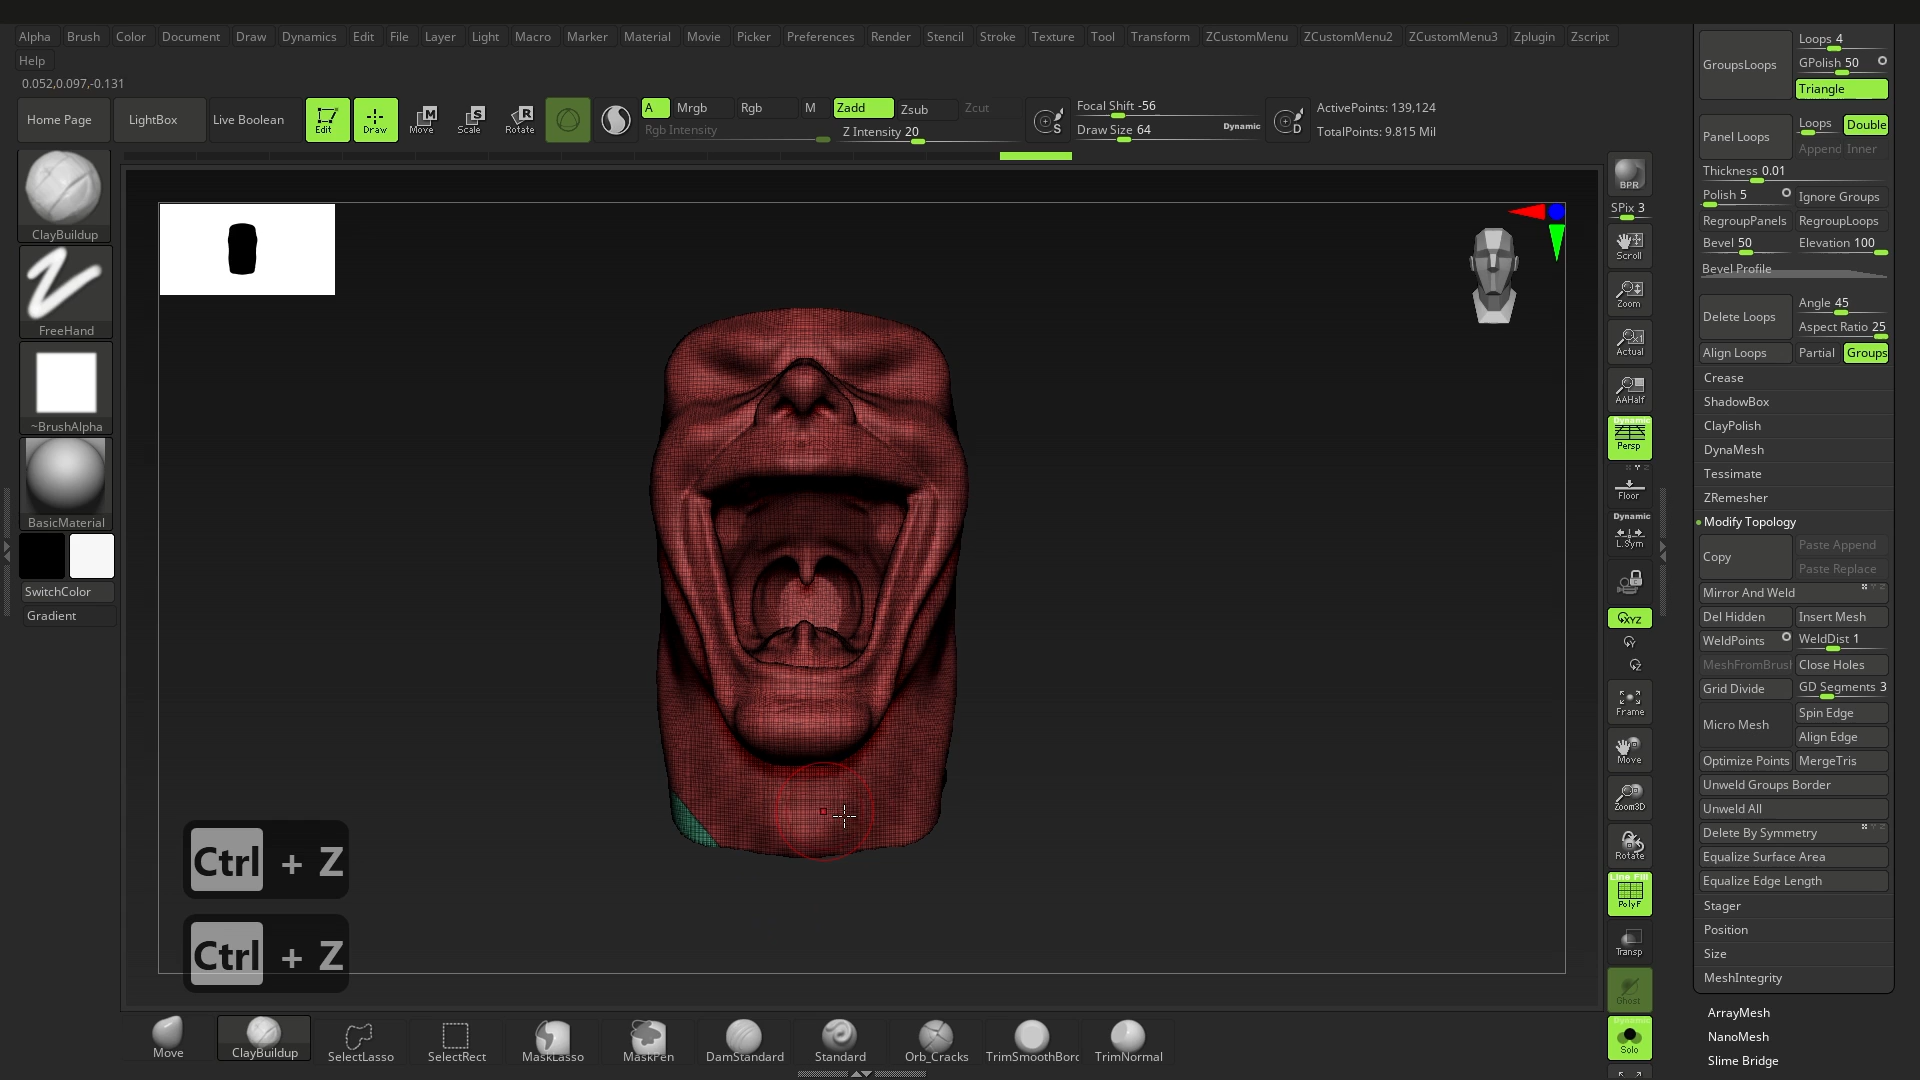 Alpha Brush Color Document Draw Dynamics Edit File Layer Light Macro Marker Material Movie Picker Preferences Render Stencil Stroke Texture Tool Transform ZCustomMenu ZCustomMenu2 ZCustomMenu3 Zplugin Zscript
Help
0.052,0.097,-0.131
Home Page LightBox Live Boolean Edit Draw Move Scale Rotate
M S R
A Mrgb Rgb M Zadd Zsub Zcut
Rgb Intensity Z Intensity 20
S Focal Shift -56
Draw Size 64 Dynamic
D ActivePoints: 139,124
TotalPoints: 9.815 Mil
ClayBuildup
FreeHand
~BrushAlpha
BasicMaterial
SwitchColor
Gradient
Ctrl + Z
Ctrl + Z
Move ClayBuildup SelectLasso SelectRect MaskLasso MaskPen DamStandard Standard Orb_Cracks TrimSmoothBord TrimNormal
BPR
SPix 3
Scroll
Zoom
Actual
AAHalf
Dynamic
Persp
Floor
Dynamic
L.Sym
XYZ
Y
Z
Frame
Move
Zoom3D
Rotate
Line Fill
PolyF
Transp
Ghost
Dynamic
Solo
GroupsLoops Loops 4
GPolish 50
Triangle
Panel Loops Loops Double
Append Inner
Thickness 0.01
Polish 5 Ignore Groups
RegroupPanels RegroupLoops
Bevel 50 Elevation 100
Bevel Profile
Delete Loops Angle 45
Aspect Ratio 25
Align Loops Partial Groups
Crease
ShadowBox
ClayPolish
DynaMesh
Tessimate
ZRemesher
Modify Topology
Copy Paste Append
Paste Replace
Mirror And Weld
Del Hidden Insert Mesh
WeldPoints WeldDist 1
MeshFromBrush Close Holes
Grid Divide GD Segments 3
Micro Mesh Spin Edge
Align Edge
Optimize Points MergeTris
Unweld Groups Border
Unweld All
Delete By Symmetry
Equalize Surface Area
Equalize Edge Length
Stager
Position
Size
MeshIntegrity
ArrayMesh
NanoMesh
Slime Bridge